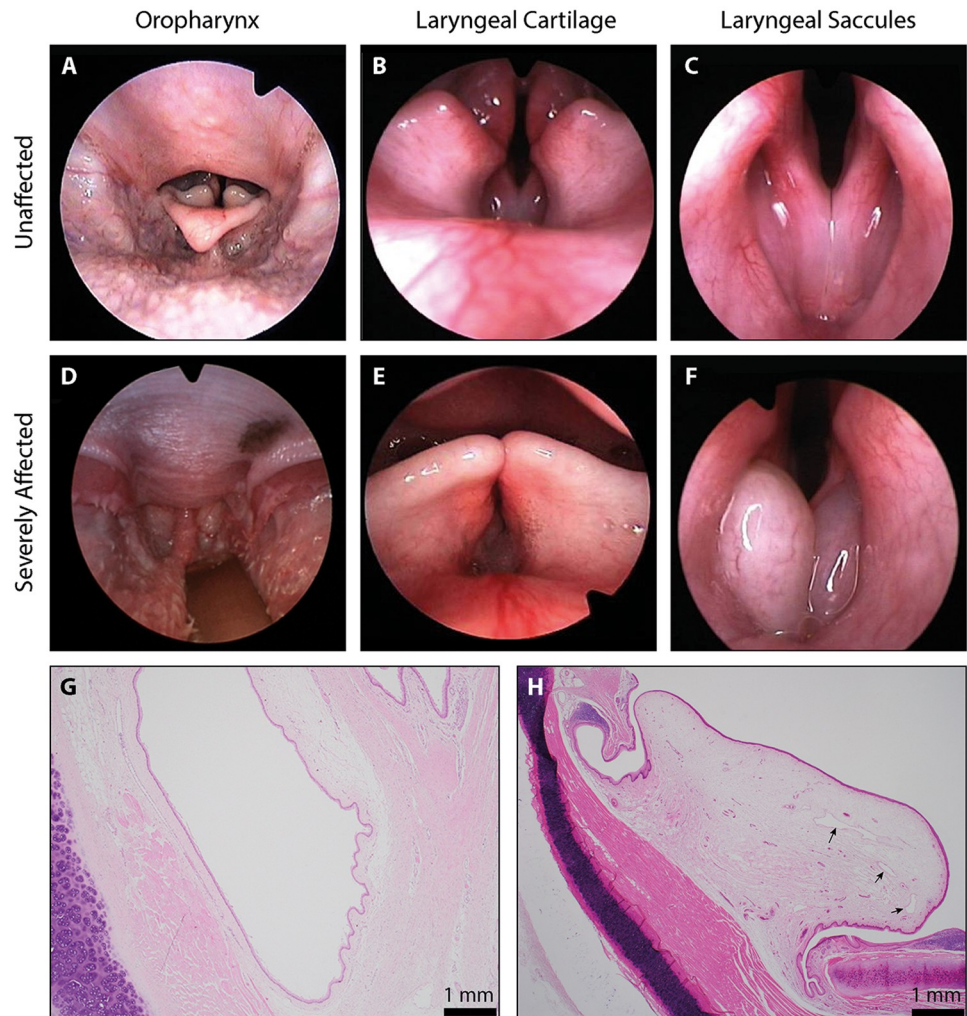 Oropharynx
Laryngeal Cartilage
Laryngeal Saccules
Unaffected
A
B
C
Severely Affected
D
E
F
G
1 mm
H
1 mm